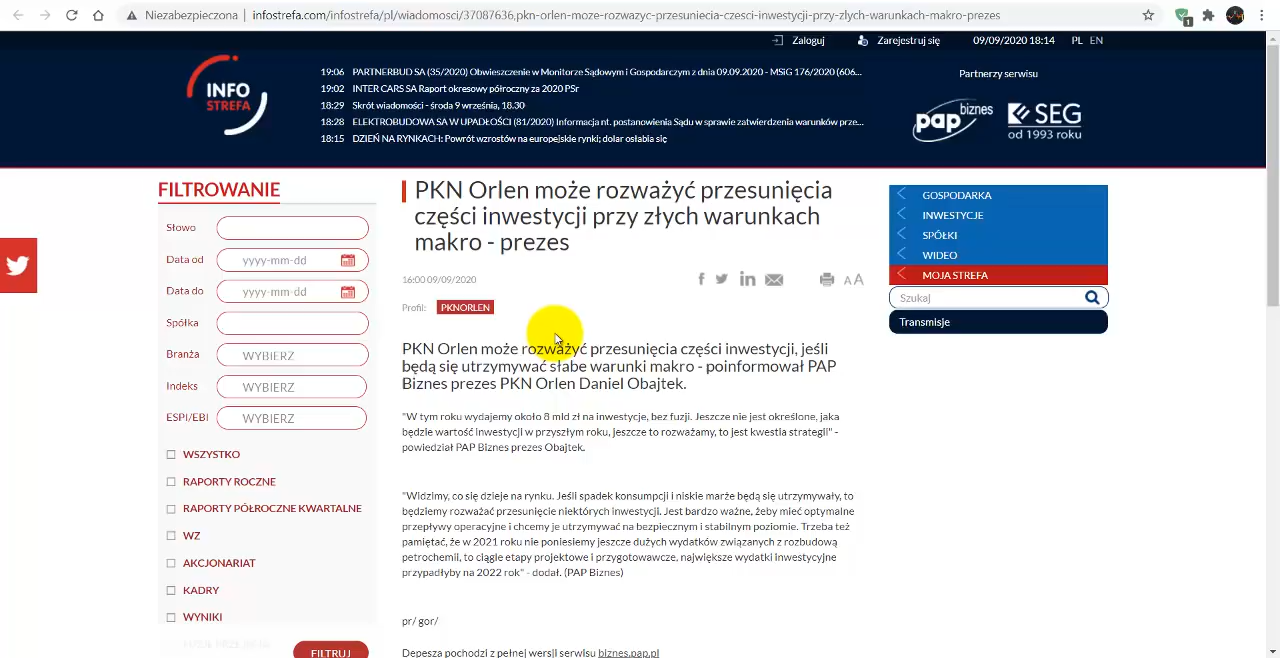 Niezabezpieczona | infostrefa.com/infostrefa/pl/wiadomosci/37087636,pkn-orlen-moze-rozwazyc-przesuniecia-czesci-inwestycji-przy-zlych-warunkach-makro-prezes
Zaloguj Zarejestruj się 09/09/2020 18:14 PL EN
INFO
STREFA
19:06 PARTNERBUD SA (35/2020) Obwieszczenie w Monitorze Sądowym i Gospodarczym z dnia 09.09.2020 - MSiG 176/2020 (606...
19:02 INTER CARS SA Raport okresowy półroczny za 2020 PSr
18:29 Skrót wiadomości - środa 9 września, 18.30
18:28 ELEKTROBUDOWA SA W UPADŁOŚCI (81/2020) Informacja nt. postanowienia Sądu w sprawie zatwierdzenia warunków prze...
18:15 DZIEŃ NA RYNKACH: Powrót wzrostów na europejskie rynki; dolar osłabia się
Partnerzy serwisu
pap biznes
SEG
od 1993 roku
FILTROWANIE
Słowo
Data od yyyy-mm-dd
Data do yyyy-mm-dd
Spółka
Branża WYBIERZ
Indeks WYBIERZ
ESPI/EBI WYBIERZ
WSZYSTKO
RAPORTY ROCZNE
RAPORTY PÓŁROCZNE KWARTALNE
WZ
AKCJONARIAT
KADRY
WYNIKI
FILTRUJ
PKN Orlen może rozważyć przesunięcia
części inwestycji przy złych warunkach
makro - prezes
16:00 09/09/2020
A A
Profil: PKNORLEN
PKN Orlen może rozważyć przesunięcia części inwestycji, jeśli
będą się utrzymywać słabe warunki makro - poinformował PAP
Biznes prezes PKN Orlen Daniel Obajtek.
"W tym roku wydajemy około 8 mld zł na inwestycje, bez fuzji. Jeszcze nie jest określone, jaka
będzie wartość inwestycji w przyszłym roku, jeszcze to rozważamy, to jest kwestia strategii" -
powiedział PAP Biznes prezes Obajtek.
"Widzimy, co się dzieje na rynku. Jeśli spadek konsumpcji i niskie marże będą się utrzymywały, to
będziemy rozważać przesunięcie niektórych inwestycji. Jest bardzo ważne, żeby mieć optymalne
przepływy operacyjne i chcemy je utrzymywać na bezpiecznym i stabilnym poziomie. Trzeba też
pamiętać, że w 2021 roku nie poniesiemy jeszcze dużych wydatków związanych z rozbudową
petrochemii, to ciągle etapy projektowe i przygotowawcze, największe wydatki inwestycyjne
przypadłyby na 2022 rok" - dodał. (PAP Biznes)
pr/ gor/
Depesza pochodzi z pełnej wersji serwisu biznes.pap.pl
GOSPODARKA
INWESTYCJE
SPÓŁKI
WIDEO
MOJA STREFA
Szukaj
Transmisje